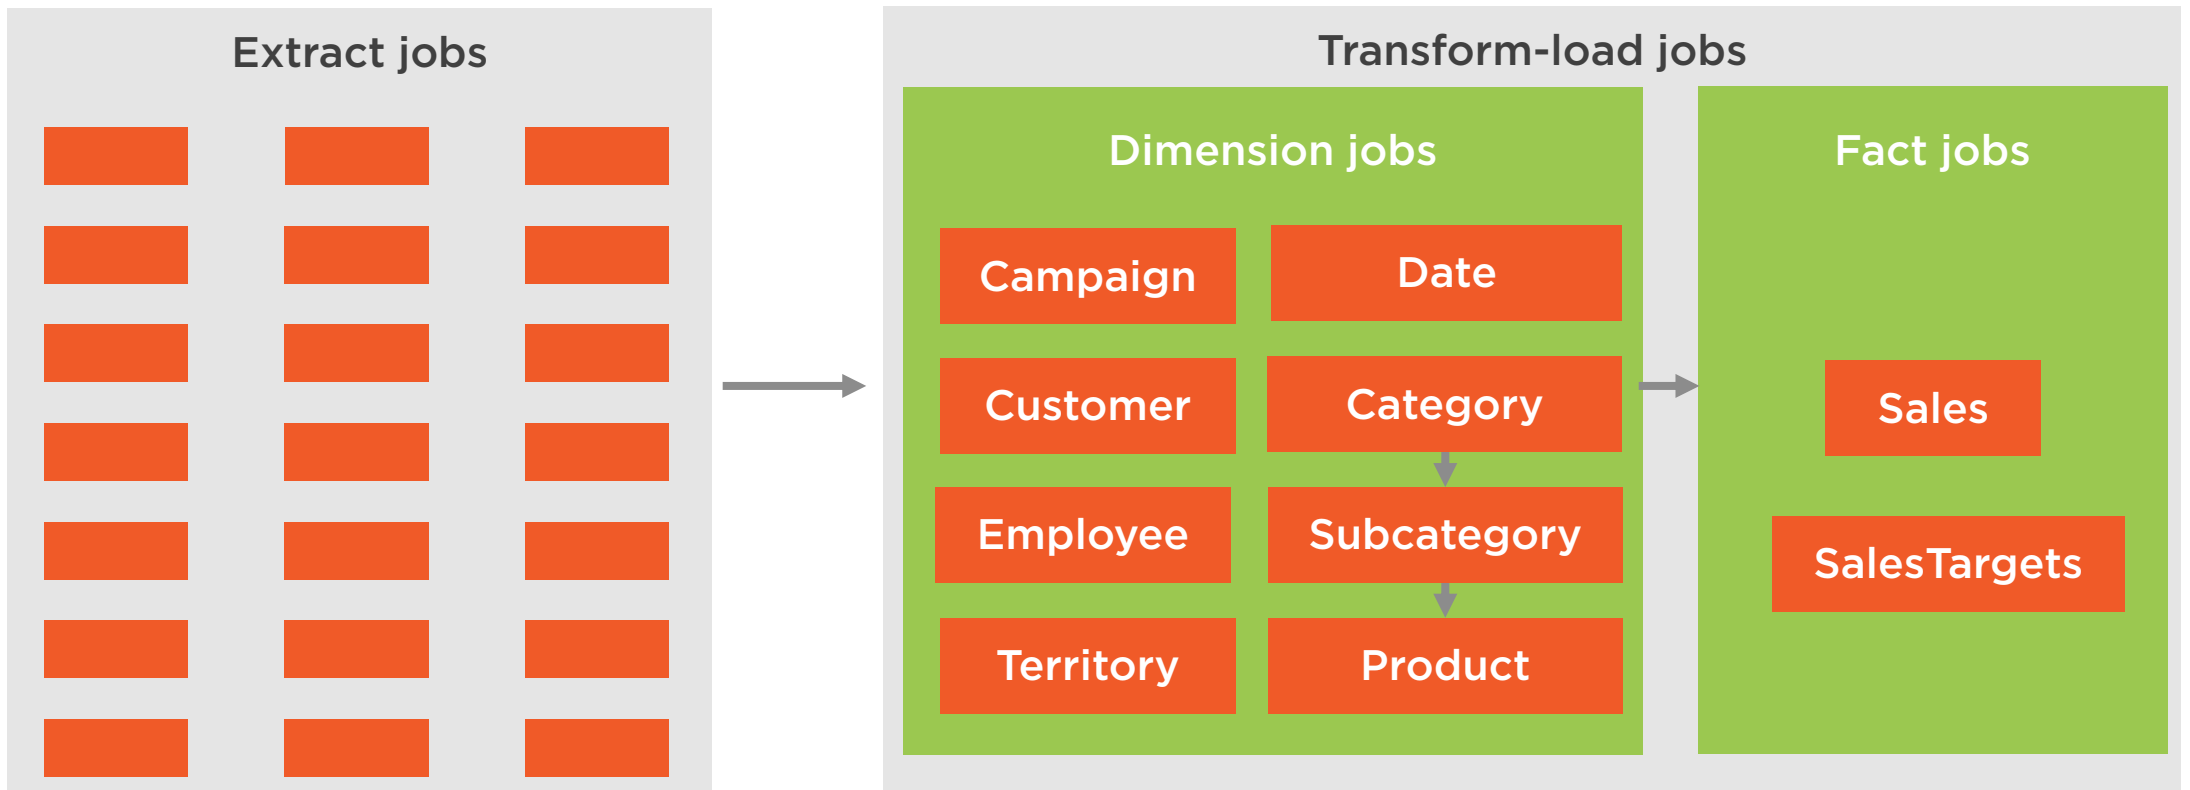 Extract jobs
Transform-load jobs
Dimension jobs
Fact jobs
Campaign
Date
Customer
Category
Sales
Employee
Subcategory
SalesTargets
Territory
Product